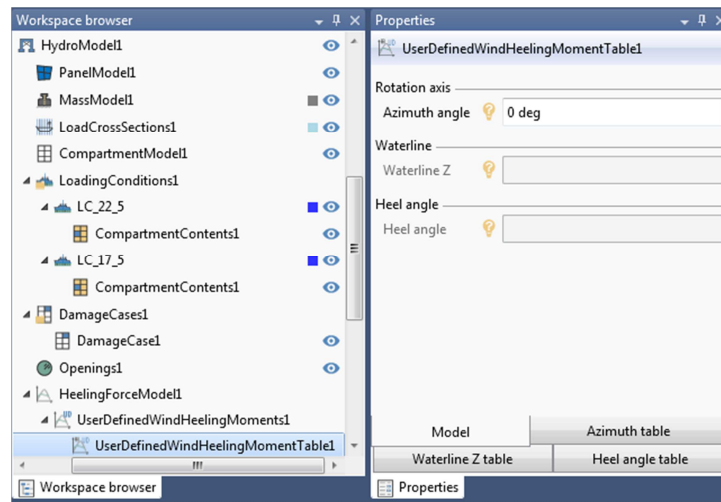 Workspace browser
HydroModel1
PanelModel1
MassModel1
LoadCrossSections1
CompartmentModel1
LoadingConditions1
LC_22_5
CompartmentContents1
LC_17_5
CompartmentContents1
DamageCases1
DamageCase1
Openings1
HeelingForceModel1
UserDefinedWindHeelingMoments1
UserDefinedWindHeelingMomentTable1
Workspace browser
Properties
UserDefinedWindHeelingMomentTable1
Rotation axis
Azimuth angle 0 deg
Waterline
Waterline Z
Heel angle
Heel angle
Model Azimuth table
Waterline Z table Heel angle table
Properties